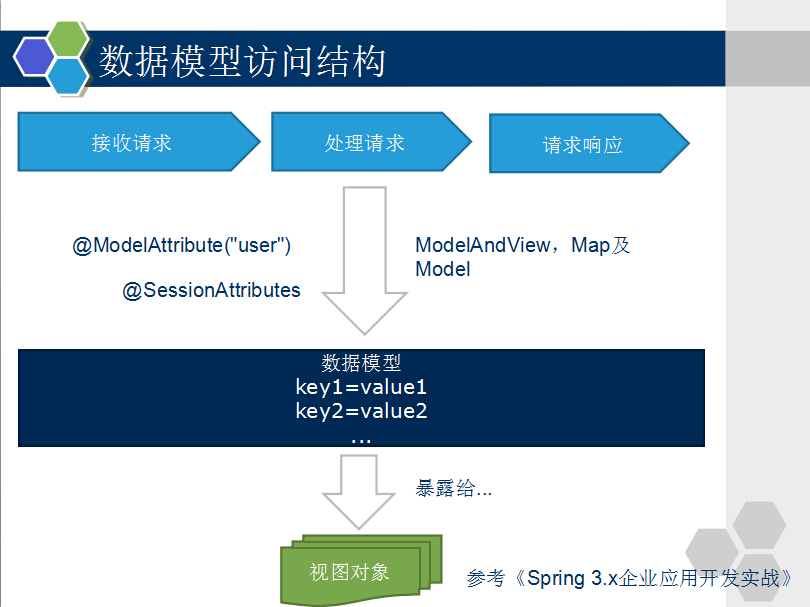 数据模型访问结构
接收请求
处理请求
请求响应
@ModelAttribute("user")
@SessionAttributes
ModelAndView，Map及
Model
数据模型
key1=value1
key2=value2
...
暴露给...
视图对象
参考《Spring 3.x企业应用开发实战》